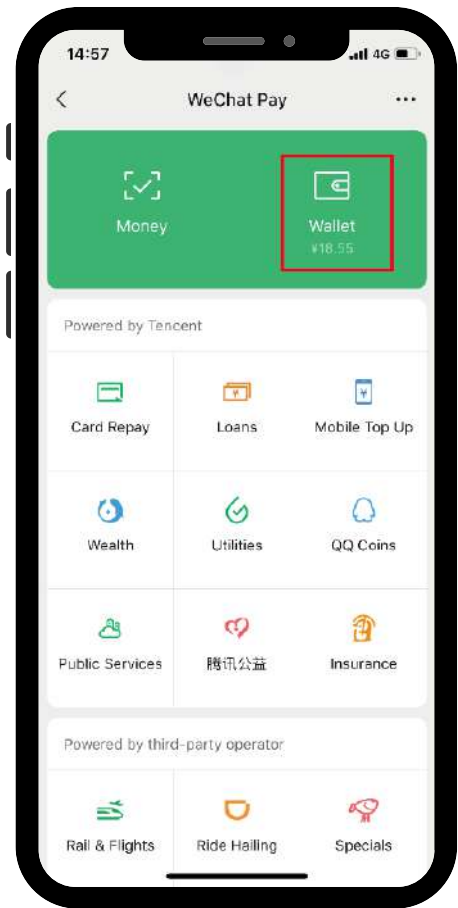 14:57
4G
WeChat Pay
Money
Wallet
¥18.55
Powered by Tencent
Card Repay
Loans
Mobile Top Up
Wealth
Utilities
QQ Coins
Public Services
腾讯公益
Insurance
Powered by third-party operator
Rail & Flights
Ride Hailing
Specials